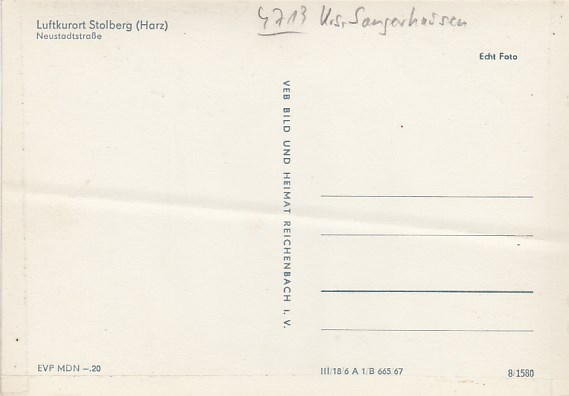 Luftkurort Stolberg (Harz)
Neustadtstraße
4713 Krs. Sangerhausen
Echt Foto
VEB BILD UND HEIMAT REICHENBACH I. V.
EVP MDN –.20
III/18/6 A 1/B 665/67
8/1580